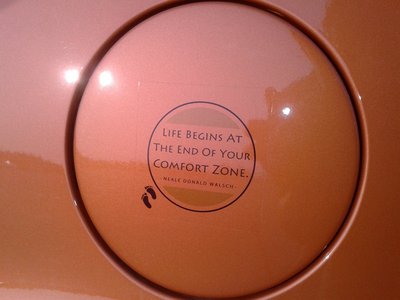 Life Begins At
The End Of Your
Comfort Zone.
-Neale Donald Walsch-